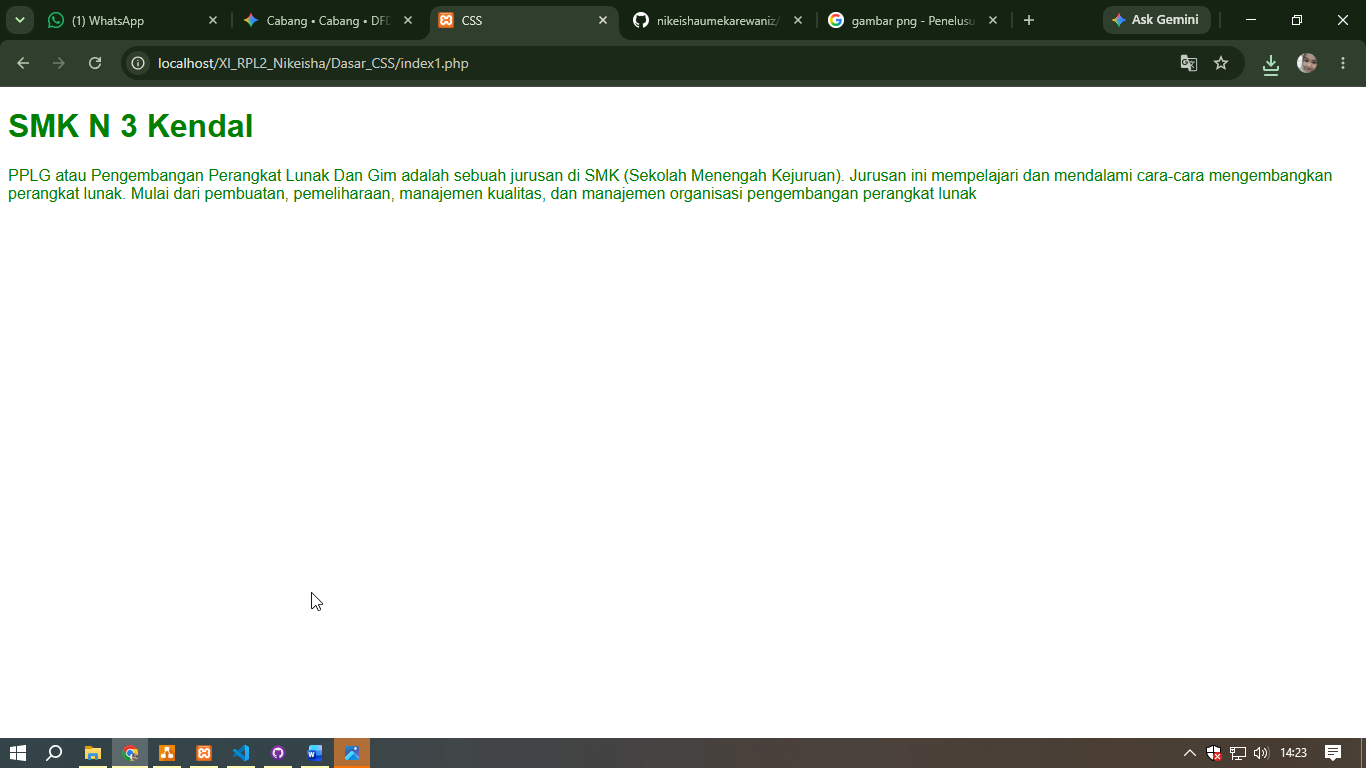 (1) WhatsApp
Cabang • Cabang • DFD
CSS
nikeishaumekarewaniz/
gambar png - Penelusu
Ask Gemini
localhost/XI_RPL2_Nikeisha/Dasar_CSS/index1.php
SMK N 3 Kendal
PPLG atau Pengembangan Perangkat Lunak Dan Gim adalah sebuah jurusan di SMK (Sekolah Menengah Kejuruan). Jurusan ini mempelajari dan mendalami cara-cara mengembangkan
perangkat lunak. Mulai dari pembuatan, pemeliharaan, manajemen kualitas, dan manajemen organisasi pengembangan perangkat lunak
14:23